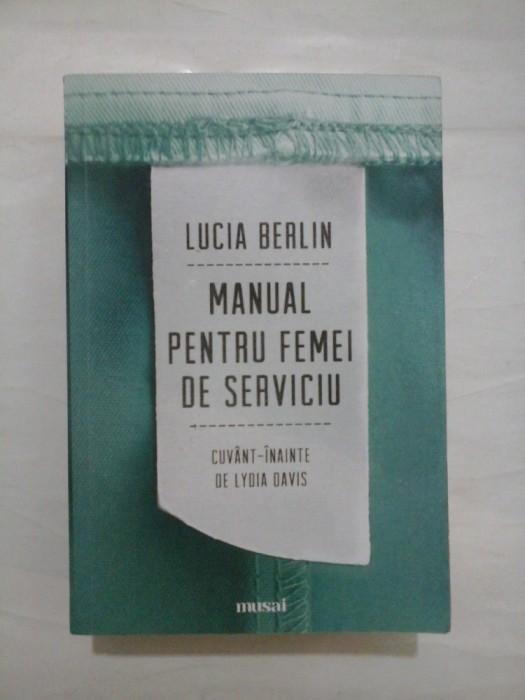 LUCIA BERLIN
MANUAL
PENTRU FEMEI
DE SERVICIU
CUVÂNT-ÎNAINTE
DE LYDIA DAVIS
musai